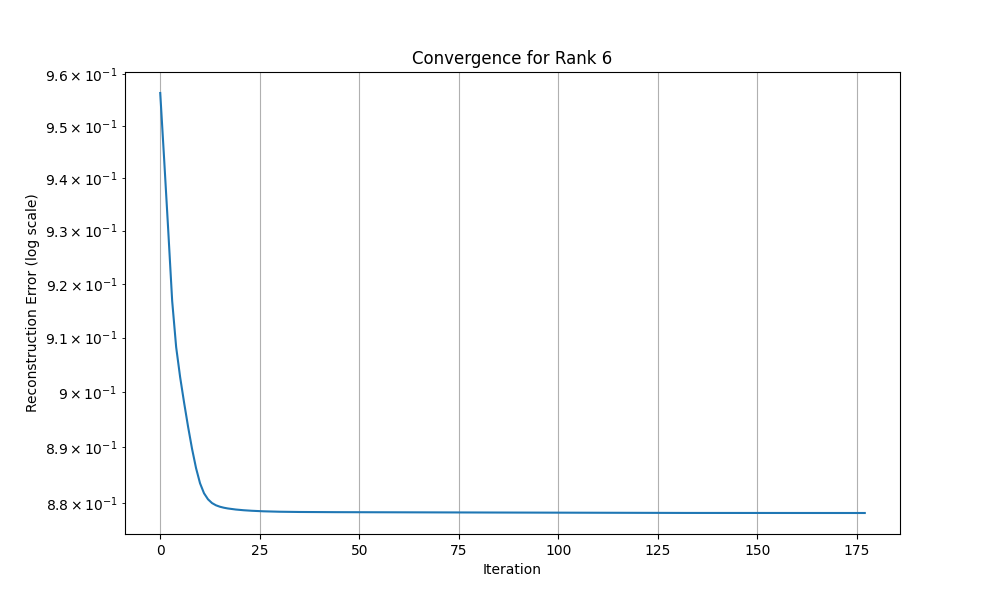 Convergence for Rank 6
Reconstruction Error (log scale)
9.6 × 10⁻¹
9.5 × 10⁻¹
9.4 × 10⁻¹
9.3 × 10⁻¹
9.2 × 10⁻¹
9.1 × 10⁻¹
9 × 10⁻¹
8.9 × 10⁻¹
8.8 × 10⁻¹
0 25 50 75 100 125 150 175
Iteration